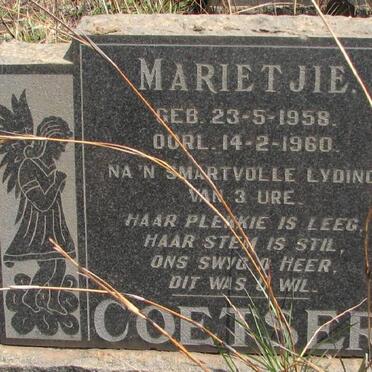 MARIETJIE.
GEB. 23-5-1958.
OORL. 14-2-1960.
NA 'N SMARTVOLLE LYDING
VAN 3 URE.
HAAR PLEKKIE IS LEEG,
HAAR STEM IS STIL,
ONS SWYG O HEER,
DIT WAS U WIL.
COETSER